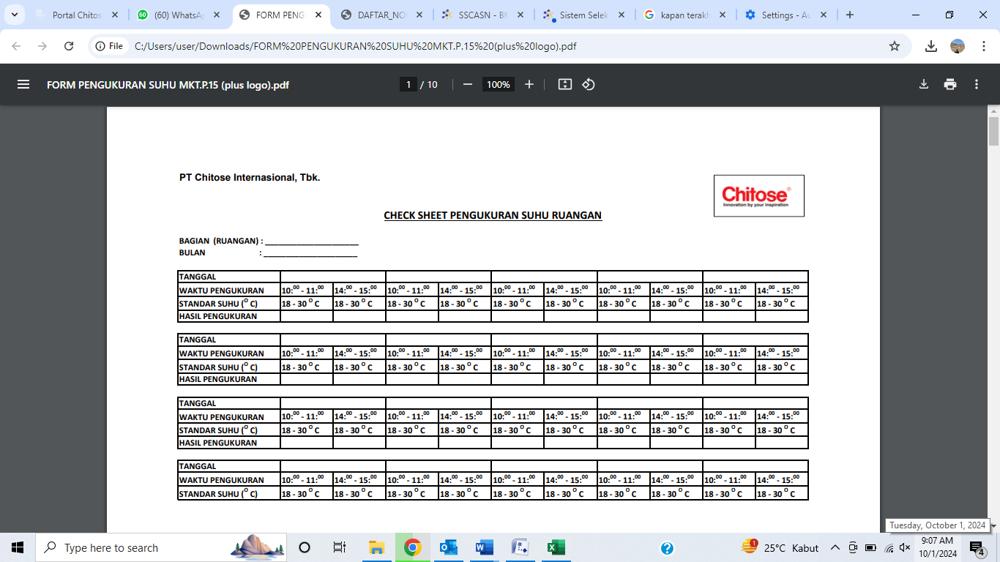 Portal Chitos
(60) WhatsA
FORM PENG
DAFTAR_NO
SSCASN - BK
Sistem Selek
kapan terakh
Settings - Au
File
C:/Users/user/Downloads/FORM%20PENGUKURAN%20SUHU%20MKT.P.15%20(plus%20logo).pdf
FORM PENGUKURAN SUHU MKT.P.15 (plus logo).pdf
1 / 10
100%
PT Chitose Internasional, Tbk.
Chitose®
Innovation by your inspiration
CHECK SHEET PENGUKURAN SUHU RUANGAN
BAGIAN (RUANGAN) : ____________________
BULAN : ____________________
TANGGAL
WAKTU PENGUKURAN 10:00 - 11:00 14:00 - 15:00 10:00 - 11:00 14:00 - 15:00 10:00 - 11:00 14:00 - 15:00 10:00 - 11:00 14:00 - 15:00 10:00 - 11:00 14:00 - 15:00
STANDAR SUHU (O C) 18 - 30 O C 18 - 30 O C 18 - 30 O C 18 - 30 O C 18 - 30 O C 18 - 30 O C 18 - 30 O C 18 - 30 O C 18 - 30 O C 18 - 30 O C
HASIL PENGUKURAN
TANGGAL
WAKTU PENGUKURAN 10:00 - 11:00 14:00 - 15:00 10:00 - 11:00 14:00 - 15:00 10:00 - 11:00 14:00 - 15:00 10:00 - 11:00 14:00 - 15:00 10:00 - 11:00 14:00 - 15:00
STANDAR SUHU (O C) 18 - 30 O C 18 - 30 O C 18 - 30 O C 18 - 30 O C 18 - 30 O C 18 - 30 O C 18 - 30 O C 18 - 30 O C 18 - 30 O C 18 - 30 O C
HASIL PENGUKURAN
TANGGAL
WAKTU PENGUKURAN 10:00 - 11:00 14:00 - 15:00 10:00 - 11:00 14:00 - 15:00 10:00 - 11:00 14:00 - 15:00 10:00 - 11:00 14:00 - 15:00 10:00 - 11:00 14:00 - 15:00
STANDAR SUHU (O C) 18 - 30 O C 18 - 30 O C 18 - 30 O C 18 - 30 O C 18 - 30 O C 18 - 30 O C 18 - 30 O C 18 - 30 O C 18 - 30 O C 18 - 30 O C
HASIL PENGUKURAN
TANGGAL
WAKTU PENGUKURAN 10:00 - 11:00 14:00 - 15:00 10:00 - 11:00 14:00 - 15:00 10:00 - 11:00 14:00 - 15:00 10:00 - 11:00 14:00 - 15:00 10:00 - 11:00 14:00 - 15:00
STANDAR SUHU (O C) 18 - 30 O C 18 - 30 O C 18 - 30 O C 18 - 30 O C 18 - 30 O C 18 - 30 O C 18 - 30 O C 18 - 30 O C 18 - 30 O C 18 - 30 O C
Tuesday, October 1, 2024
Type here to search
1
25°C Kabut
9:07 AM
10/1/2024
4